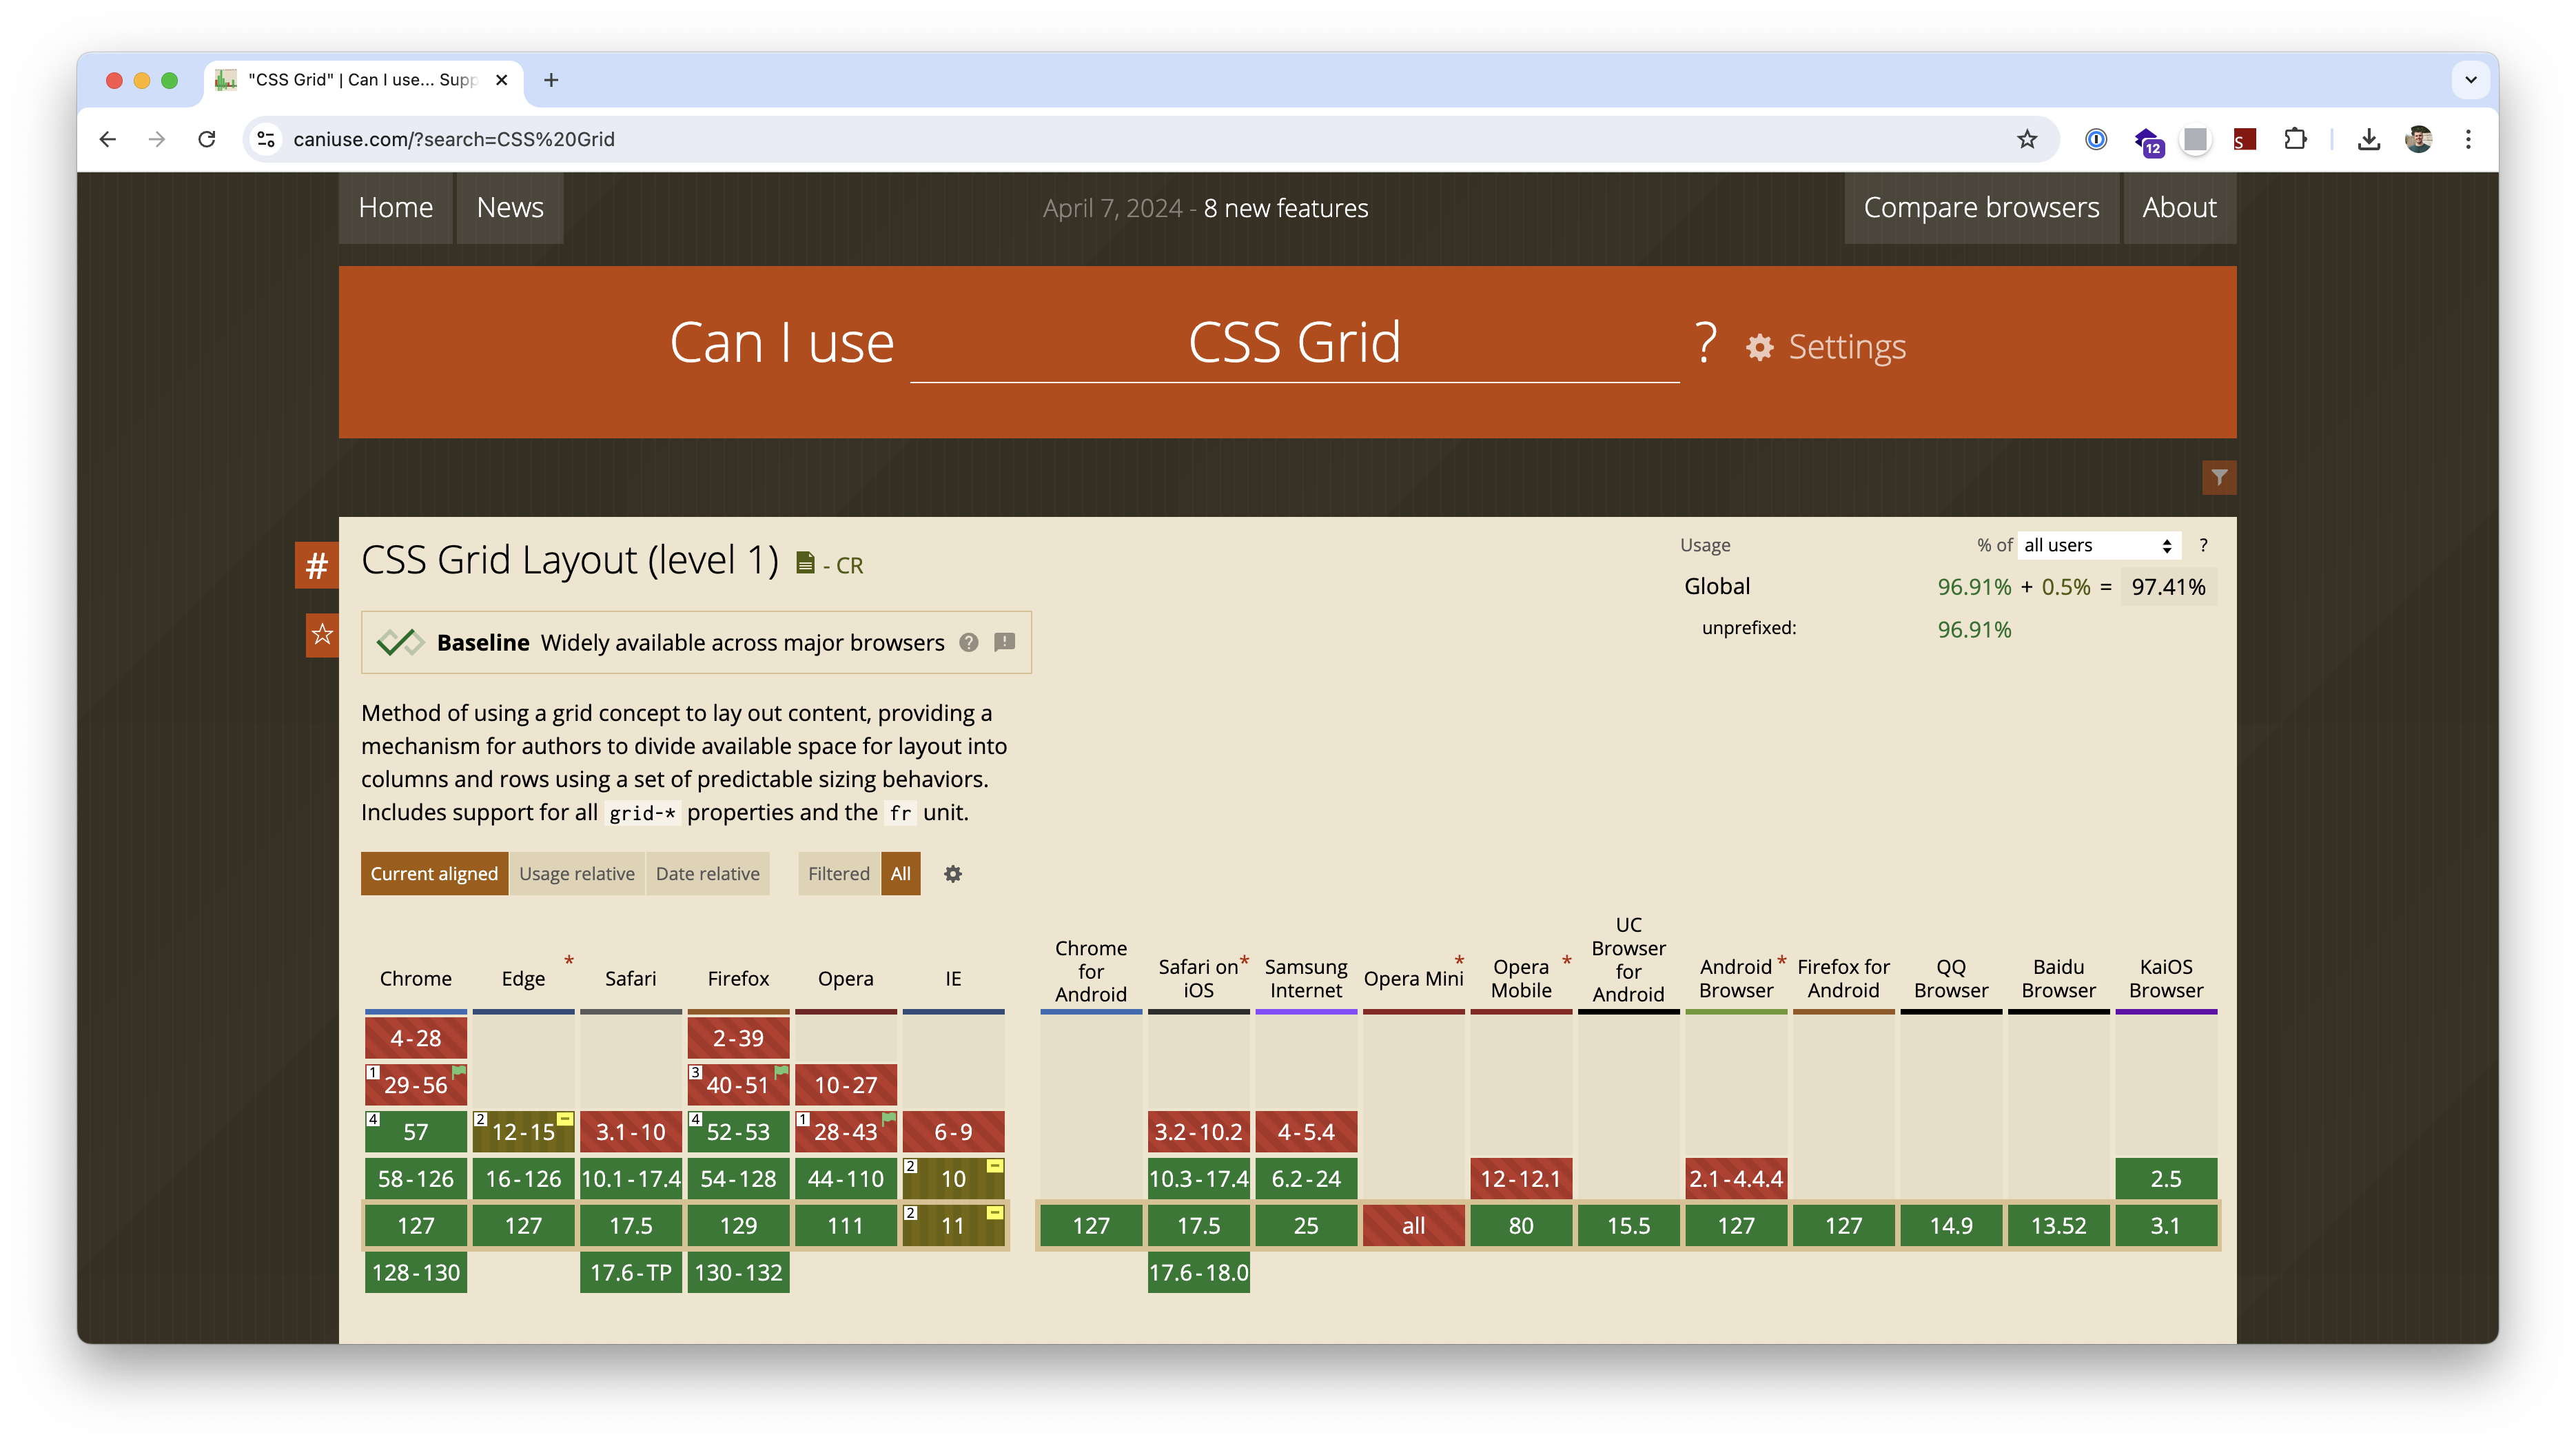 "CSS Grid" | Can I use... Supp
caniuse.com/?search=CSS%20Grid
12
S
Home
News
April 7, 2024 - 8 new features
Compare browsers
About
Can I use CSS Grid ? Settings
#
CSS Grid Layout (level 1) - CR
Usage % of all users ?
Global 96.91% + 0.5% = 97.41%
unprefixed: 96.91%
Baseline Widely available across major browsers
Method of using a grid concept to lay out content, providing a
mechanism for authors to divide available space for layout into
columns and rows using a set of predictable sizing behaviors.
Includes support for all grid-* properties and the fr unit.
Current aligned Usage relative Date relative Filtered All
Chrome Edge * Safari Firefox Opera IE
Chrome for Android
Safari on iOS *
Samsung Internet
Opera Mini *
Opera Mobile *
UC Browser for Android
Android Browser *
Firefox for Android
QQ Browser
Baidu Browser
KaiOS Browser
4-28 2-39
1 29-56 3 40-51 10-27
4 57 2 12-15 3.1-10 4 52-53 1 28-43 6-9 3.2-10.2 4-5.4
58-126 16-126 10.1-17.4 54-128 44-110 2 10 10.3-17.4 6.2-24 12-12.1 2.1-4.4.4 2.5
127 127 17.5 129 111 2 11 127 17.5 25 all 80 15.5 127 127 14.9 13.52 3.1
128-130 17.6-TP 130-132 17.6-18.0